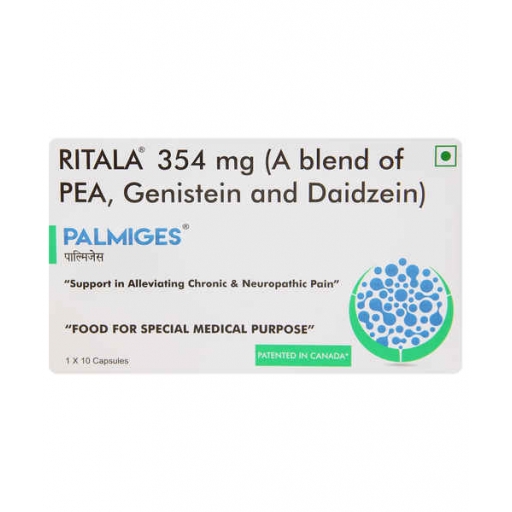 RITALA® 354 mg (A blend of
PEA, Genistein and Daidzein)
PALMIGES®
पाल्मिजेस
"Support in Alleviating Chronic & Neuropathic Pain"
"FOOD FOR SPECIAL MEDICAL PURPOSE"
1 X 10 Capsules
PATENTED IN CANADA*